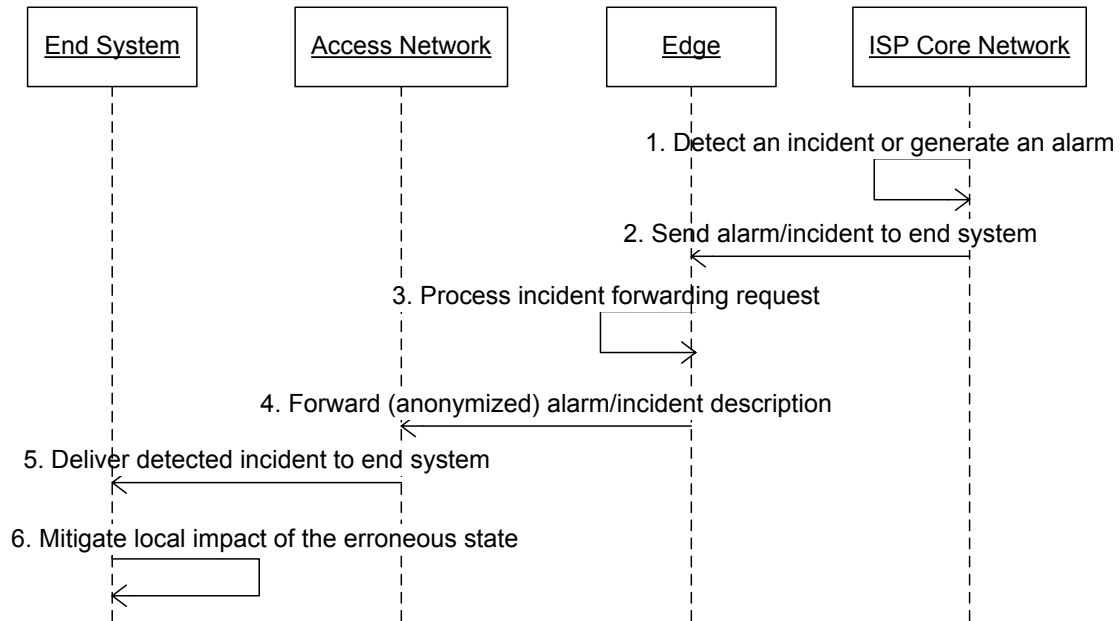 End System
Access Network
Edge
ISP Core Network
1. Detect an incident or generate an alarm
2. Send alarm/incident to end system
3. Process incident forwarding request
4. Forward (anonymized) alarm/incident description
5. Deliver detected incident to end system
6. Mitigate local impact of the erroneous state